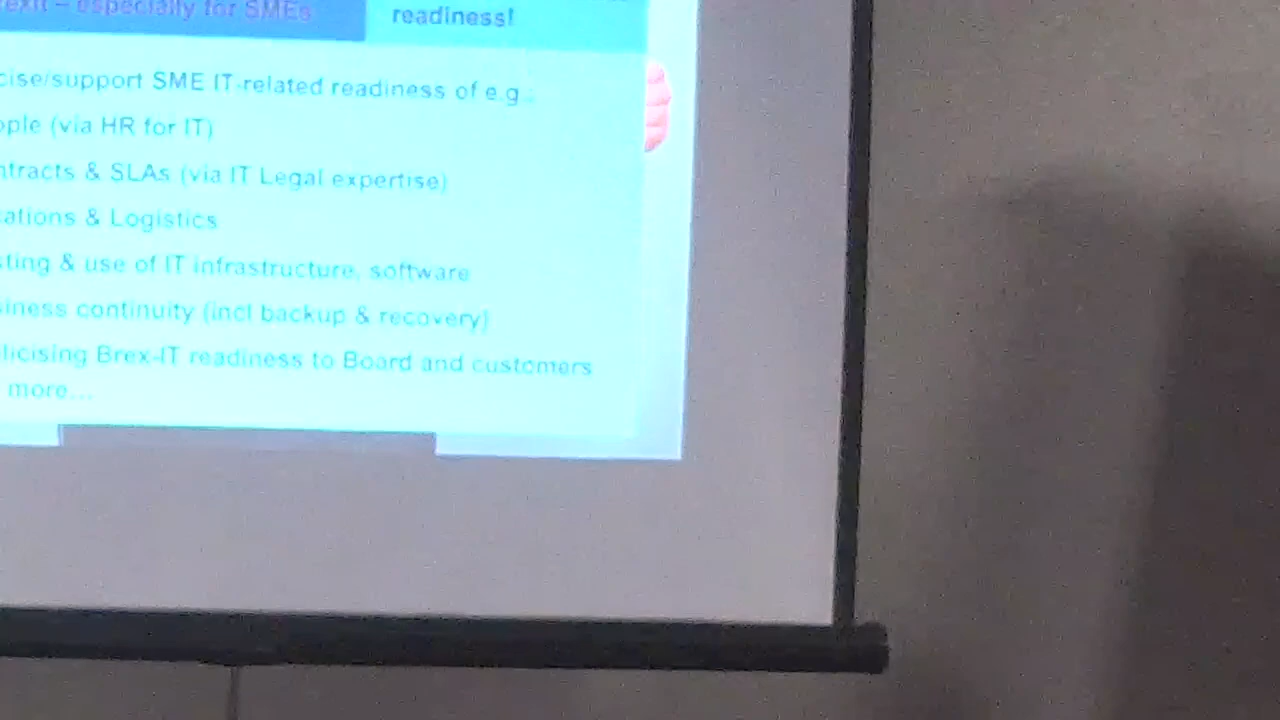 rexit – especially for SMEs
readiness!
cise/support SME IT-related readiness of e.g.:
ople (via HR for IT)
ntracts & SLAs (via IT Legal expertise)
cations & Logistics
sting & use of IT infrastructure, software
siness continuity (incl backup & recovery)
licising Brex-IT readiness to Board and customers
more...